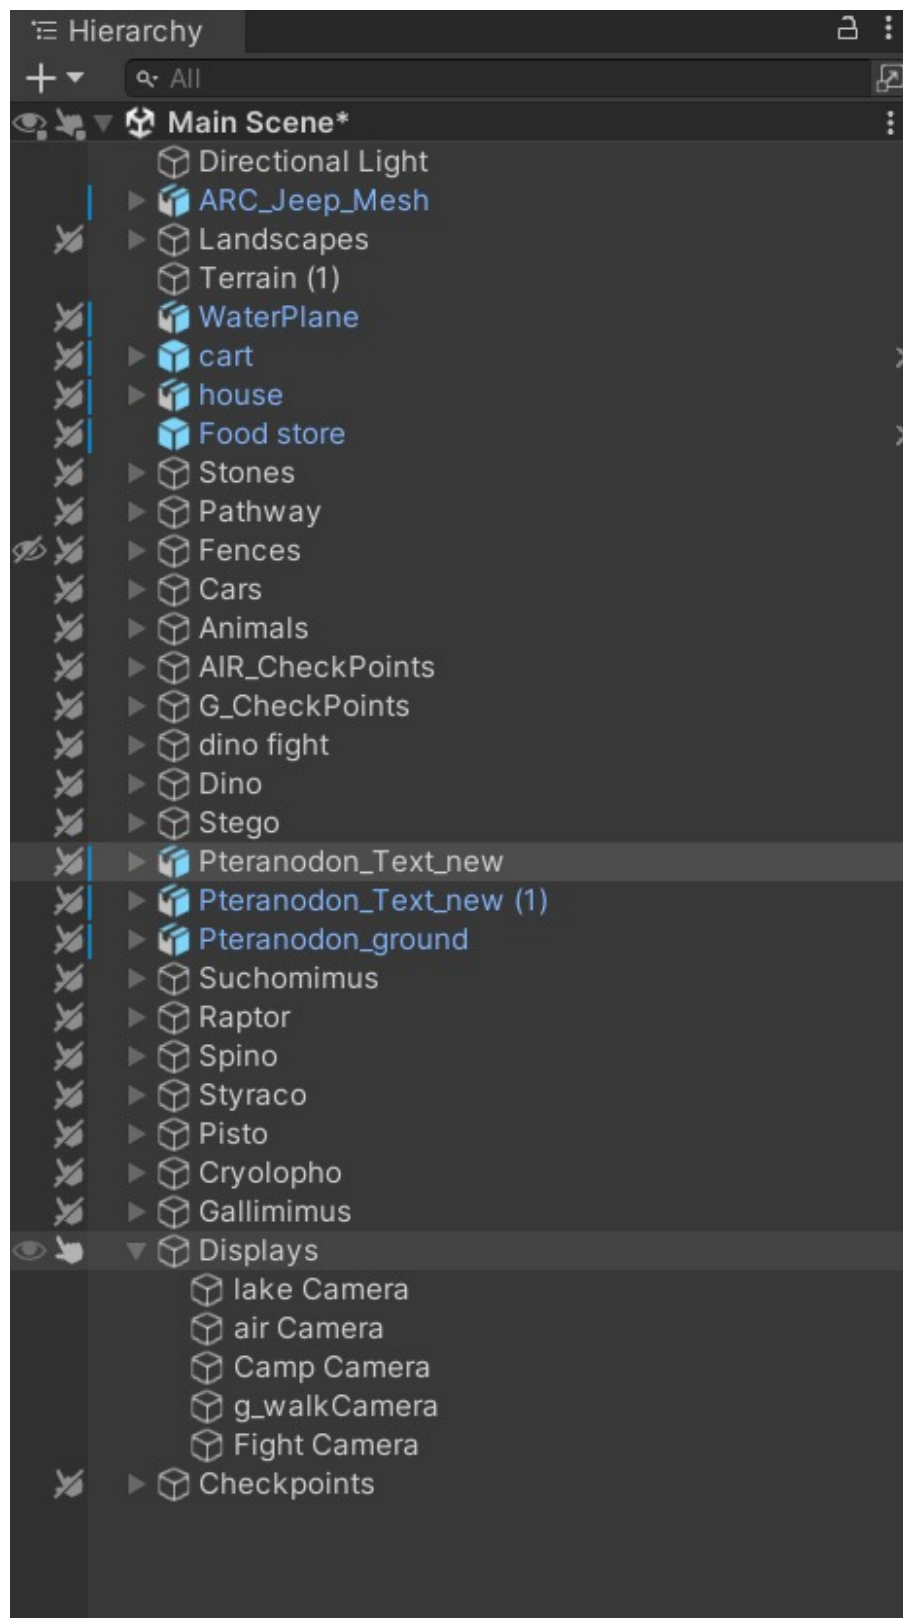 Hierarchy
All
Main Scene*
Directional Light
ARC_Jeep_Mesh
Landscapes
Terrain (1)
WaterPlane
cart
house
Food store
Stones
Pathway
Fences
Cars
Animals
AIR_CheckPoints
G_CheckPoints
dino fight
Dino
Stego
Pteranodon_Text_new
Pteranodon_Text_new (1)
Pteranodon_ground
Suchomimus
Raptor
Spino
Styraco
Pisto
Cryolopho
Gallimimus
Displays
lake Camera
air Camera
Camp Camera
g_walkCamera
Fight Camera
Checkpoints